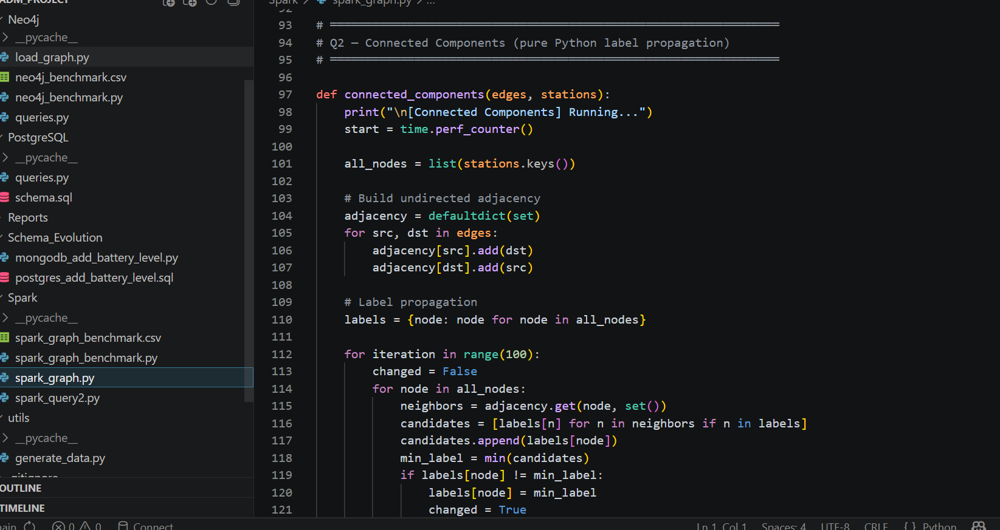 ADM_PROJECT
Neo4j
__pycache__
load_graph.py
neo4j_benchmark.csv
neo4j_benchmark.py
queries.py
PostgreSQL
__pycache__
queries.py
schema.sql
Reports
Schema_Evolution
mongodb_add_battery_level.py
postgres_add_battery_level.sql
Spark
__pycache__
spark_graph_benchmark.csv
spark_graph_benchmark.py
spark_graph.py
spark_query2.py
utils
__pycache__
generate_data.py
.gitignore
OUTLINE
TIMELINE
Spark > spark_graph.py > ...
92
93 # ════════════════════════════════════════════════════════════════
94 # Q2 — Connected Components (pure Python label propagation)
95 # ════════════════════════════════════════════════════════════════
96
97 def connected_components(edges, stations):
98     print("\n[Connected Components] Running...")
99     start = time.perf_counter()
100
101     all_nodes = list(stations.keys())
102
103     # Build undirected adjacency
104     adjacency = defaultdict(set)
105     for src, dst in edges:
106         adjacency[src].add(dst)
107         adjacency[dst].add(src)
108
109     # Label propagation
110     labels = {node: node for node in all_nodes}
111
112     for iteration in range(100):
113         changed = False
114         for node in all_nodes:
115             neighbors = adjacency.get(node, set())
116             candidates = [labels[n] for n in neighbors if n in labels]
117             candidates.append(labels[node])
118             min_label = min(candidates)
119             if labels[node] != min_label:
120                 labels[node] = min_label
121                 changed = True
main 0 0 Connect Ln 1, Col 1 Spaces: 4 UTF-8 CRLF {} Python